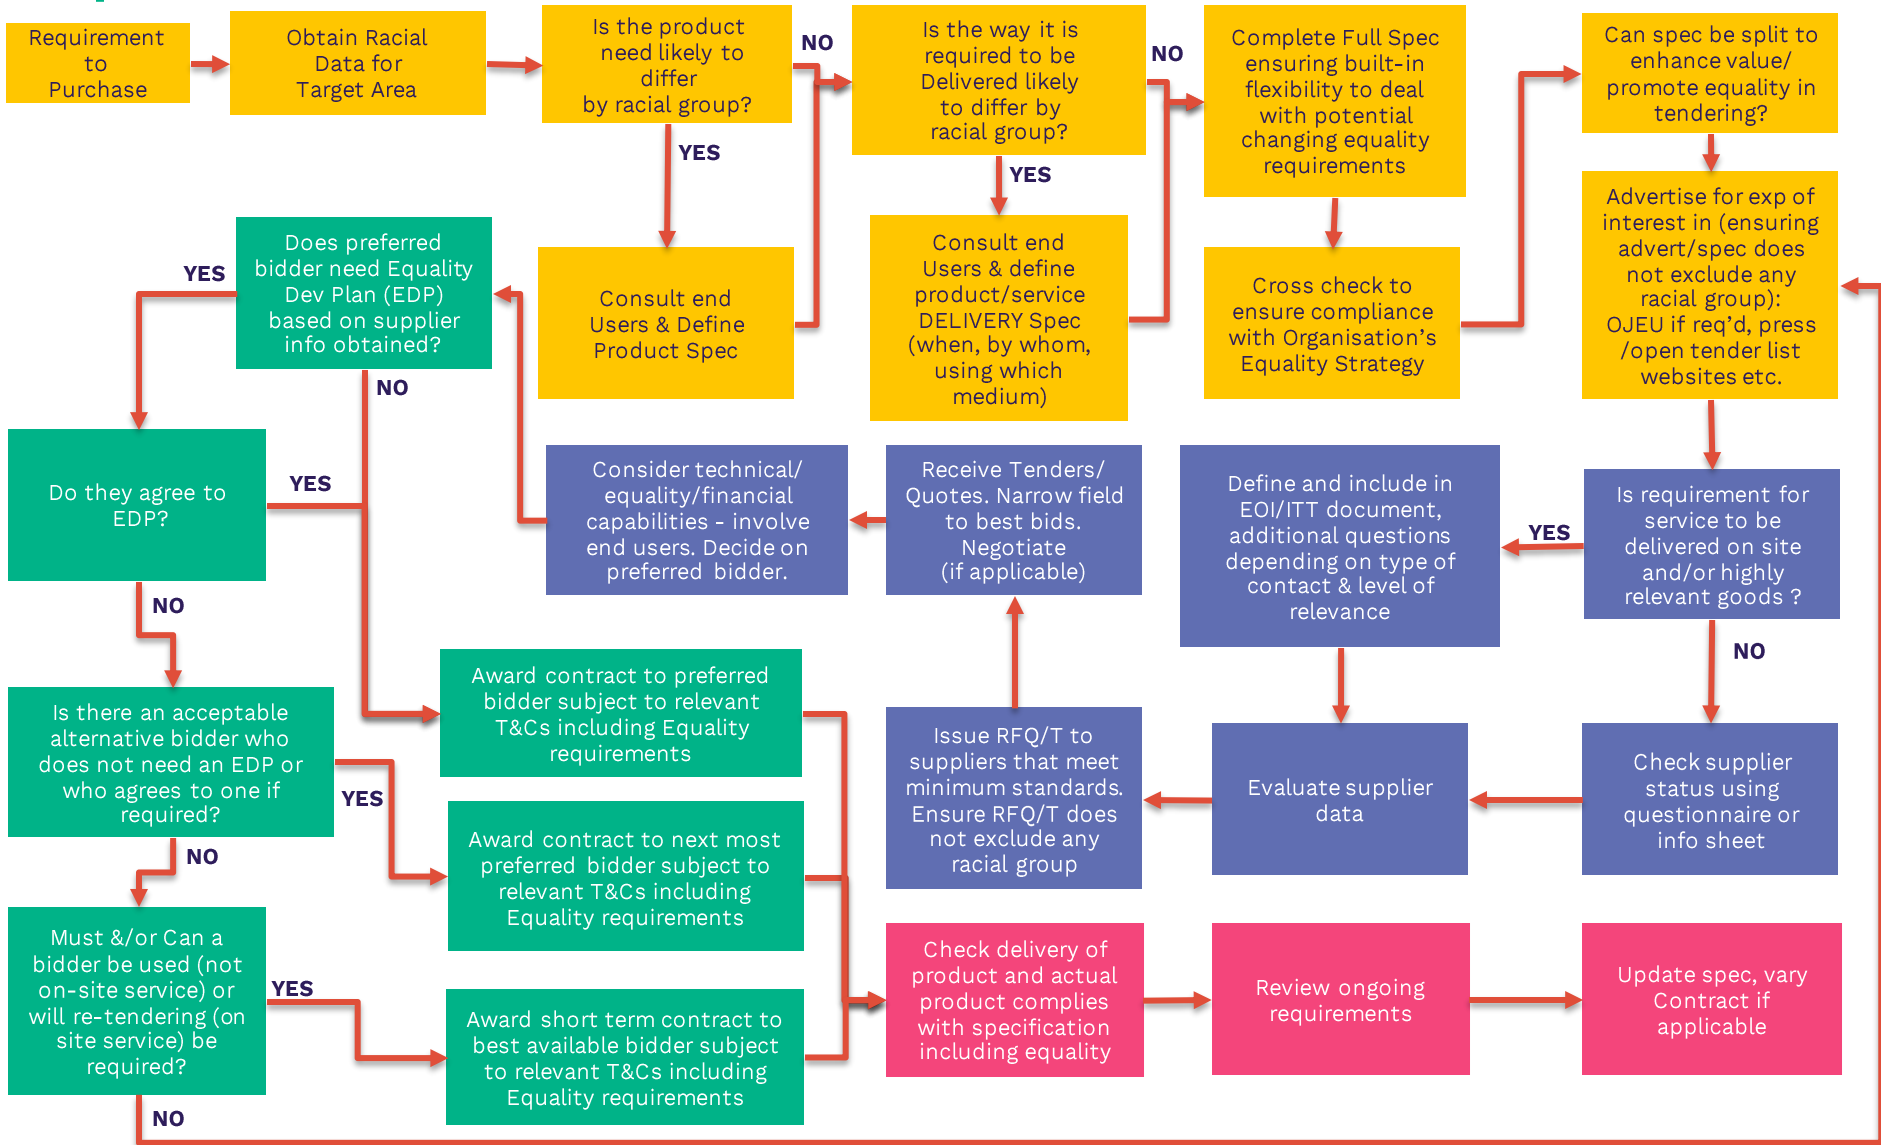 Requirement
to
Purchase
Obtain Racial
Data for
Target Area
Is the product
need likely to
differ
by racial group?
NO
YES
Is the way it is
required to be
Delivered likely
to differ by
racial group?
NO
YES
Complete Full Spec
ensuring built-in
flexibility to deal
with potential
changing equality
requirements
Can spec be split to
enhance value/
promote equality in
tendering?
Does preferred
bidder need Equality
Dev Plan (EDP)
based on supplier
info obtained?
YES
NO
Consult end
Users & Define
Product Spec
Consult end
Users & define
product/service
DELIVERY Spec
(when, by whom,
using which
medium)
Cross check to
ensure compliance
with Organisation's
Equality Strategy
Advertise for exp of
interest in (ensuring
advert/spec does
not exclude any
racial group):
OJEU if req’d, press
/open tender list
websites etc.
Do they agree to
EDP?
YES
NO
Consider technical/
equality/financial
capabilities - involve
end users. Decide on
preferred bidder.
Receive Tenders/
Quotes. Narrow field
to best bids.
Negotiate
(if applicable)
Define and include in
EOI/ITT document,
additional questions
depending on type of
contact & level of
relevance
YES
Is requirement for
service to be
delivered on site
and/or highly
relevant goods ?
NO
Is there an acceptable
alternative bidder who
does not need an EDP or
who agrees to one if
required?
YES
NO
Award contract to preferred
bidder subject to relevant
T&Cs including Equality
requirements
Award contract to next most
preferred bidder subject to
relevant T&Cs including
Equality requirements
Issue RFQ/T to
suppliers that meet
minimum standards.
Ensure RFQ/T does
not exclude any
racial group
Evaluate supplier
data
Check supplier
status using
questionnaire or
info sheet
Must &/or Can a
bidder be used (not
on-site service) or
will re-tendering (on
site service) be
required?
YES
NO
Award short term contract to
best available bidder subject
to relevant T&Cs including
Equality requirements
Check delivery of
product and actual
product complies
with specification
including equality
Review ongoing
requirements
Update spec, vary
Contract if
applicable